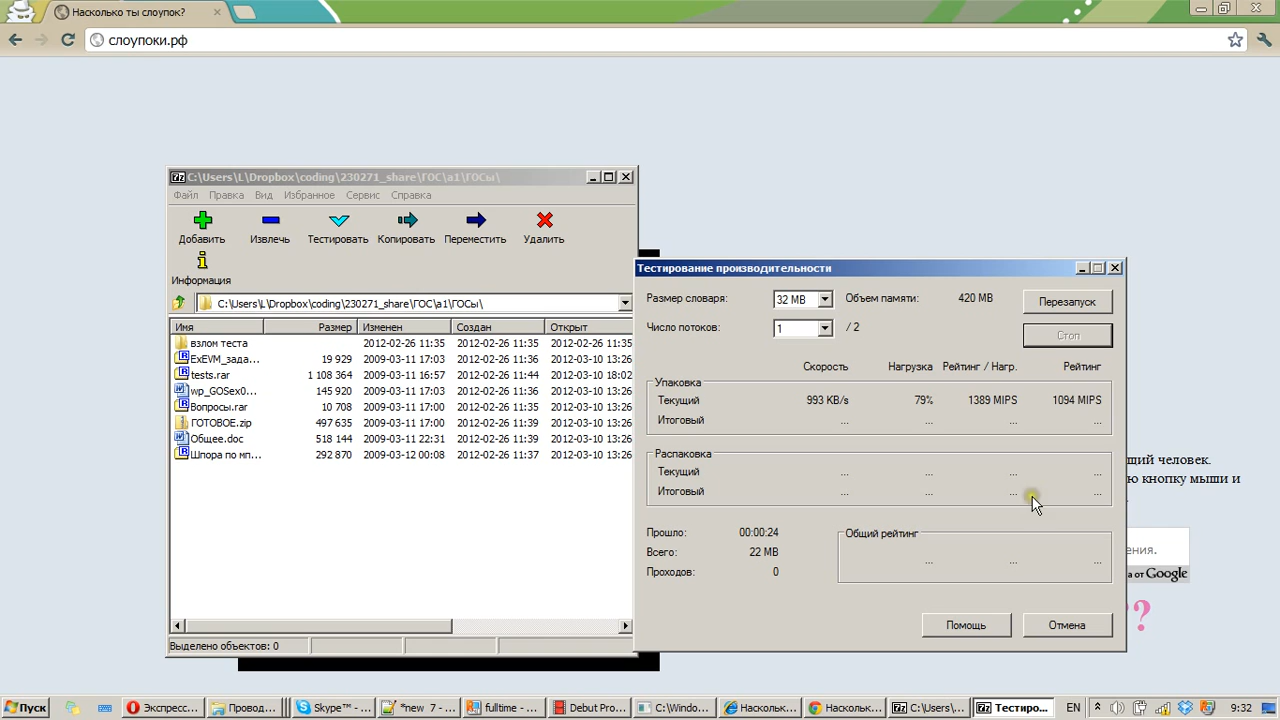 Насколько ты слоупок?
слоупоки.рф
C:\Users\L\Dropbox\coding\230271_share\ГОС\a1\ГОСы\
Файл Правка Вид Избранное Сервис Справка
Добавить Извлечь Тестировать Копировать Переместить Удалить
Информация
C:\Users\L\Dropbox\coding\230271_share\ГОС\a1\ГОСы\
Имя Размер Изменен Создан Открыт
взлом теста 2012-02-26 11:35 2012-02-26 11:35
ExEVM_зада... 19 929 2009-03-11 17:03 2012-02-26 11:35 2012-03-10 13:26
tests.rar 1 108 364 2009-03-11 16:57 2012-02-26 11:44 2012-03-10 18:02
wp_GOSex0... 145 920 2009-03-11 17:03 2012-02-26 11:35 2012-03-10 13:26
Вопросы.rar 10 708 2009-03-11 17:00 2012-02-26 11:35 2012-03-10 13:26
ГОТОВОЕ.zip 497 635 2009-03-11 17:00 2012-02-26 11:39 2012-03-10 13:26
Общее.doc 518 144 2009-03-11 22:31 2012-02-26 11:39 2012-03-10 13:26
Шпора по мп... 292 870 2009-03-12 00:08 2012-02-26 11:37 2012-03-10 13:26
Выделено объектов: 0
Тестирование производительности
Размер словаря: 32 MB Объем памяти: 420 MB Перезапуск
Число потоков: 1 / 2 Стоп
Скорость Нагрузка Рейтинг / Нагр. Рейтинг
Упаковка
Текущий 993 KB/s 79% 1389 MIPS 1094 MIPS
Итоговый ... ... ... ...
Распаковка
Текущий ... ... ... ...
Итоговый ... ... ... ...
Прошло: 00:00:24 Общий рейтинг
Всего: 22 MB ... ... ...
Проходов: 0
Помощь Отмена
щий человек.
ю кнопку мыши и
ения.
а от Google
??
Пуск Экспресс... Провод... Skype™ -... *new 7 -... fulltime -... Debut Pro... C:\Windo... Наскольк... Наскольк... C:\Users\... Тестиро... EN 9:32